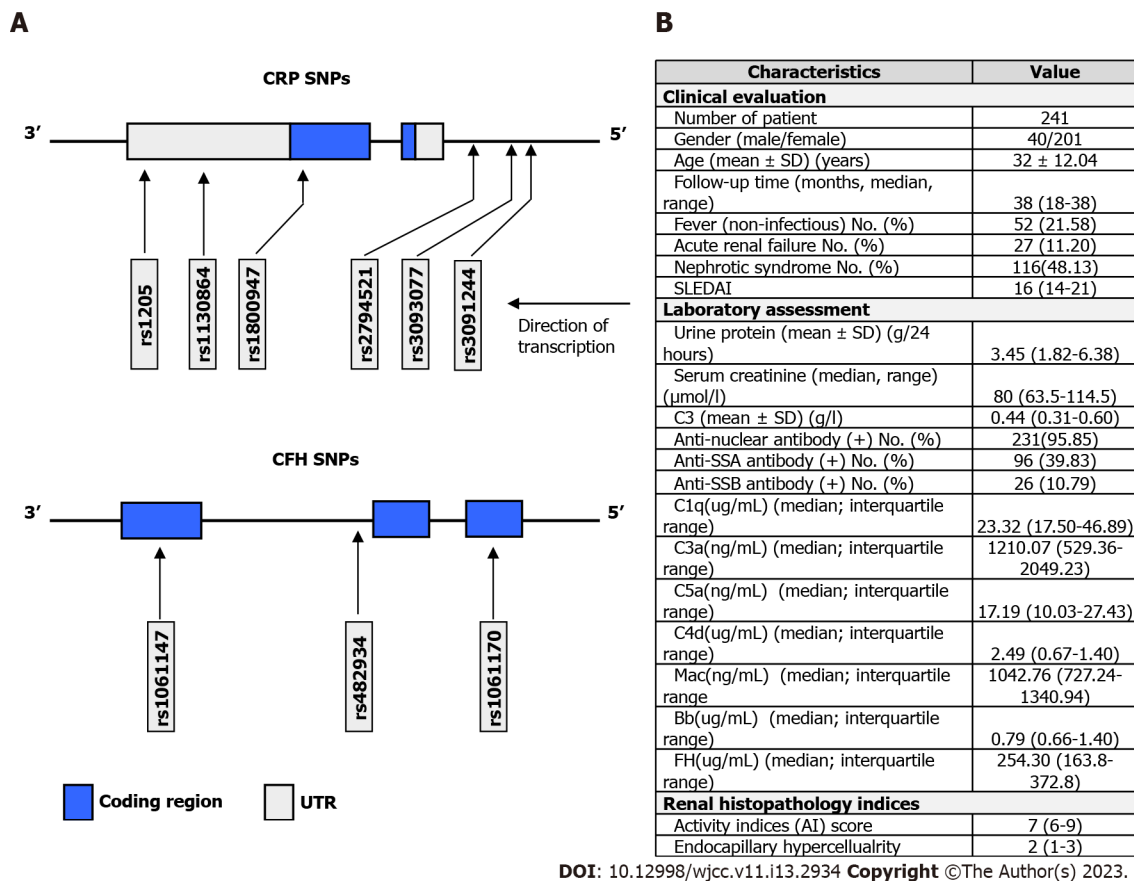 A
CRP SNPs
3′
5′
rs1205
rs1130864
rs1800947
rs2794521
rs3093077
rs3091244
Direction of
transcription
CFH SNPs
3′
5′
rs1061147
rs482934
rs1061170
Coding region
UTR
B
Characteristics Value
Clinical evaluation
Number of patient 241
Gender (male/female) 40/201
Age (mean ± SD) (years) 32 ± 12.04
Follow-up time (months, median,
range) 38 (18-38)
Fever (non-infectious) No. (%) 52 (21.58)
Acute renal failure No. (%) 27 (11.20)
Nephrotic syndrome No. (%) 116(48.13)
SLEDAI 16 (14-21)
Laboratory assessment
Urine protein (mean ± SD) (g/24
hours) 3.45 (1.82-6.38)
Serum creatinine (median, range)
(µmol/l) 80 (63.5-114.5)
C3 (mean ± SD) (g/l) 0.44 (0.31-0.60)
Anti-nuclear antibody (+) No. (%) 231(95.85)
Anti-SSA antibody (+) No. (%) 96 (39.83)
Anti-SSB antibody (+) No. (%) 26 (10.79)
C1q(ug/mL) (median; interquartile
range) 23.32 (17.50-46.89)
C3a(ng/mL) (median; interquartile 1210.07 (529.36-
range) 2049.23)
C5a(ng/mL) (median; interquartile
range) 17.19 (10.03-27.43)
C4d(ug/mL) (median; interquartile
range) 2.49 (0.67-1.40)
Mac(ng/mL) (median; interquartile 1042.76 (727.24-
range 1340.94)
Bb(ug/mL) (median; interquartile
range) 0.79 (0.66-1.40)
FH(ug/mL) (median; interquartile 254.30 (163.8-
range) 372.8)
Renal histopathology indices
Activity indices (AI) score 7 (6-9)
Endocapillary hypercellualrity 2 (1-3)
DOI: 10.12998/wjcc.v11.i13.2934 Copyright ©The Author(s) 2023.